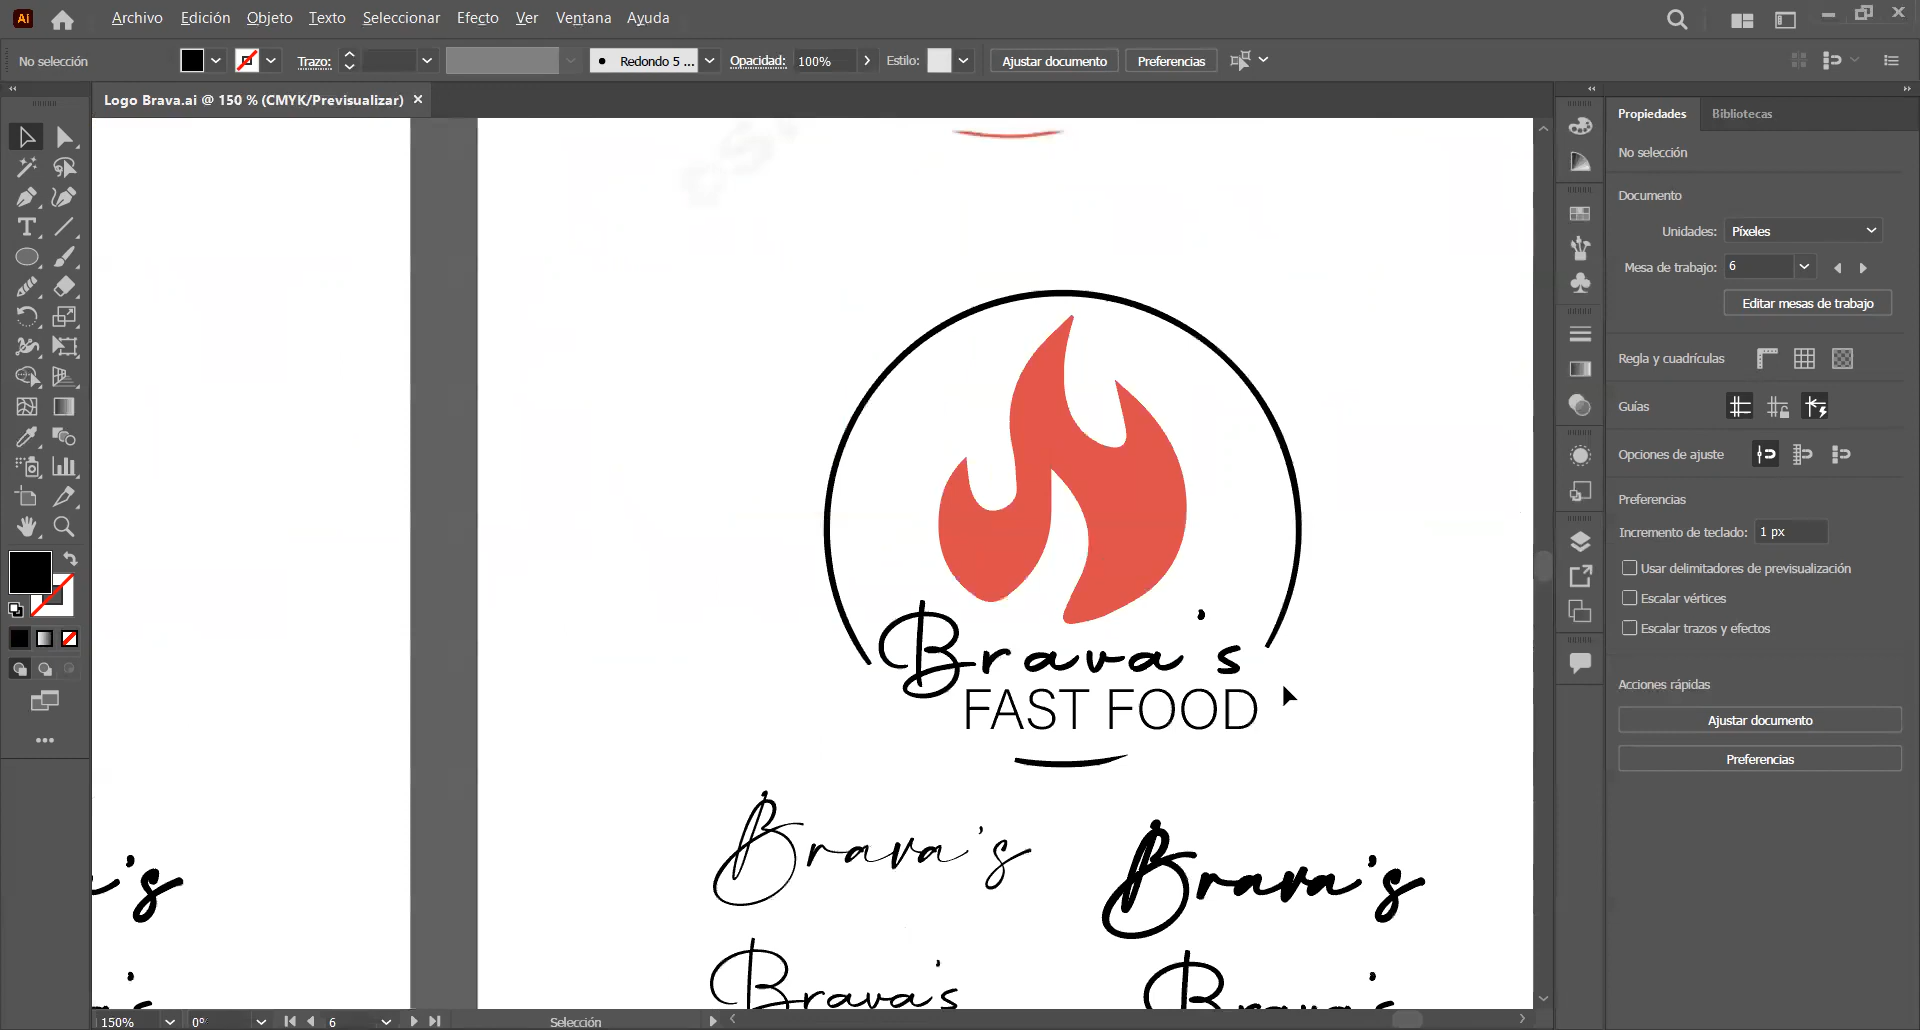 Ai Archivo Edición Objeto Texto Seleccionar Efecto Ver Ventana Ayuda
No selección Trazo: Redondo 5 ... Opacidad: 100% Estilo: Ajustar documento Preferencias
Logo Brava.ai @ 150 % (CMYK/Previsualizar)
Propiedades Bibliotecas
No selección
Documento
Unidades: Píxeles
Mesa de trabajo: 6
Editar mesas de trabajo
Regla y cuadrículas
Guías
Opciones de ajuste
Preferencias
Incremento de teclado: 1 px
Usar delimitadores de previsualización
Escalar vértices
Escalar trazos y efectos
Acciones rápidas
Ajustar documento
Preferencias
Brava's
FAST FOOD
Brava's Brava's
Brava's Brava's
150% 0° 6 Selección